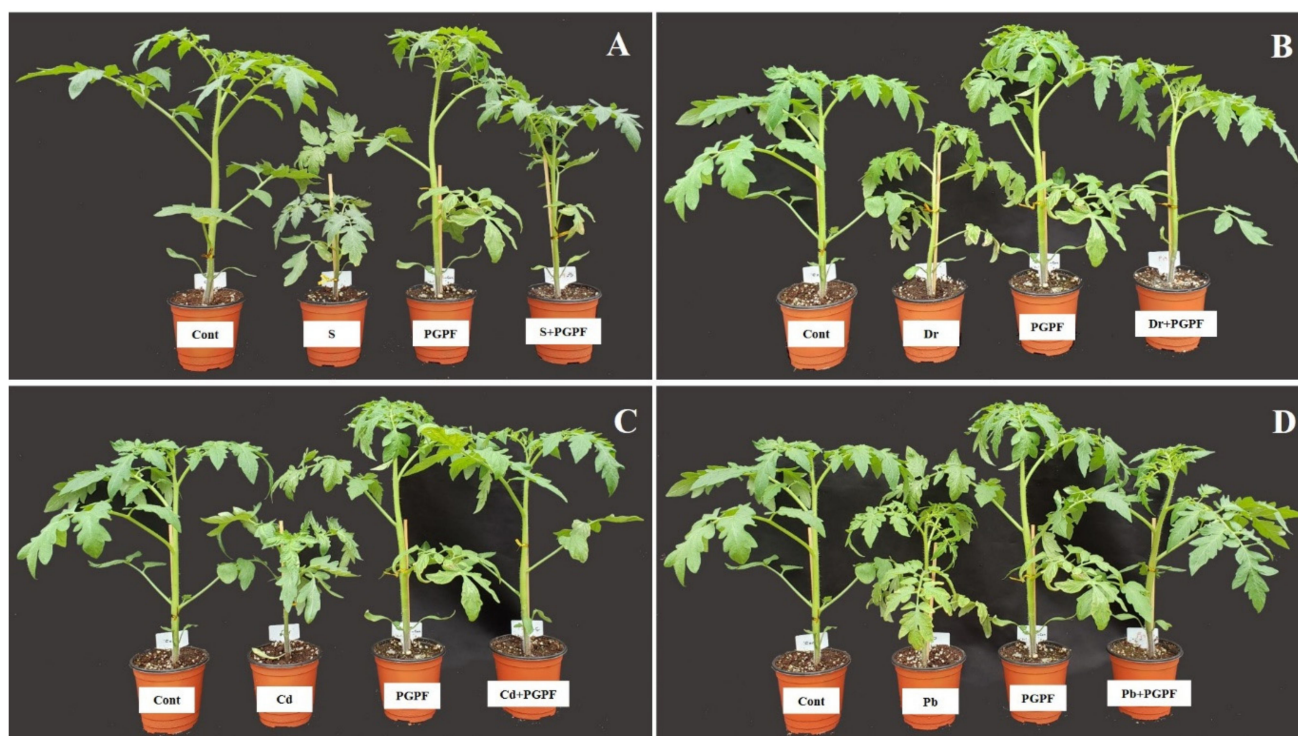 A
Cont
S
PGPF
S+PGPF
B
Cont
Dr
PGPF
Dr+PGPF
C
Cont
Cd
PGPF
Cd+PGPF
D
Cont
Pb
PGPF
Pb+PGPF